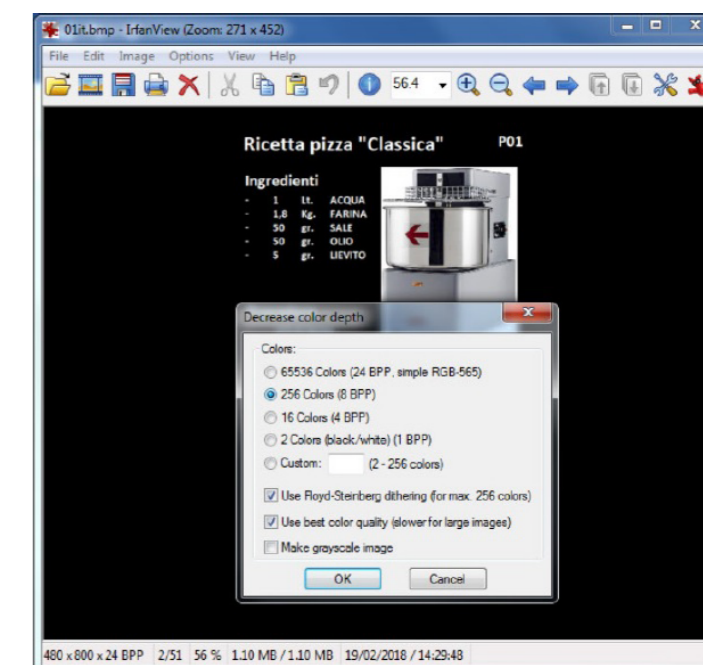 01it.bmp - IrfanView (Zoom: 271 x 452)
File Edit Image Options View Help
56.4
Ricetta pizza "Classica" P01
Ingredienti
- 1 Lt. ACQUA
- 1,8 Kg. FARINA
- 50 gr. SALE
- 50 gr. OLIO
- 5 gr. LIEVITO
Decrease color depth
Colors:
65536 Colors (24 BPP, simple RGB-565)
256 Colors (8 BPP)
16 Colors (4 BPP)
2 Colors (black/white) (1 BPP)
Custom: (2 - 256 colors)
Use Floyd-Steinberg dithering (for max. 256 colors)
Use best color quality (slower for large images)
Make grayscale image
OK Cancel
480 x 800 x 24 BPP 2/51 56 % 1.10 MB / 1.10 MB 19/02/2018 / 14:29:48